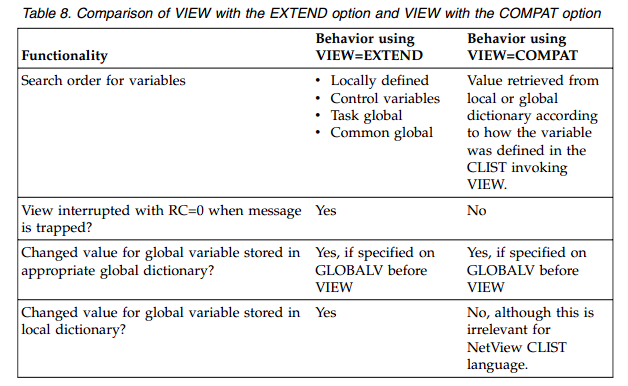 Table 8. Comparison of VIEW with the EXTEND option and VIEW with the COMPAT option
Functionality
Behavior using
VIEW=EXTEND
Behavior using
VIEW=COMPAT
Search order for variables
• Locally defined
• Control variables
• Task global
• Common global
Value retrieved from
local or global
dictionary according
to how the variable
was defined in the
CLIST invoking
VIEW.
View interrupted with RC=0 when message
is trapped?
Yes
No
Changed value for global variable stored in
appropriate global dictionary?
Yes, if specified on
GLOBALV before
VIEW
Yes, if specified on
GLOBALV before
VIEW
Changed value for global variable stored in
local dictionary?
Yes
No, although this is
irrelevant for
NetView CLIST
language.